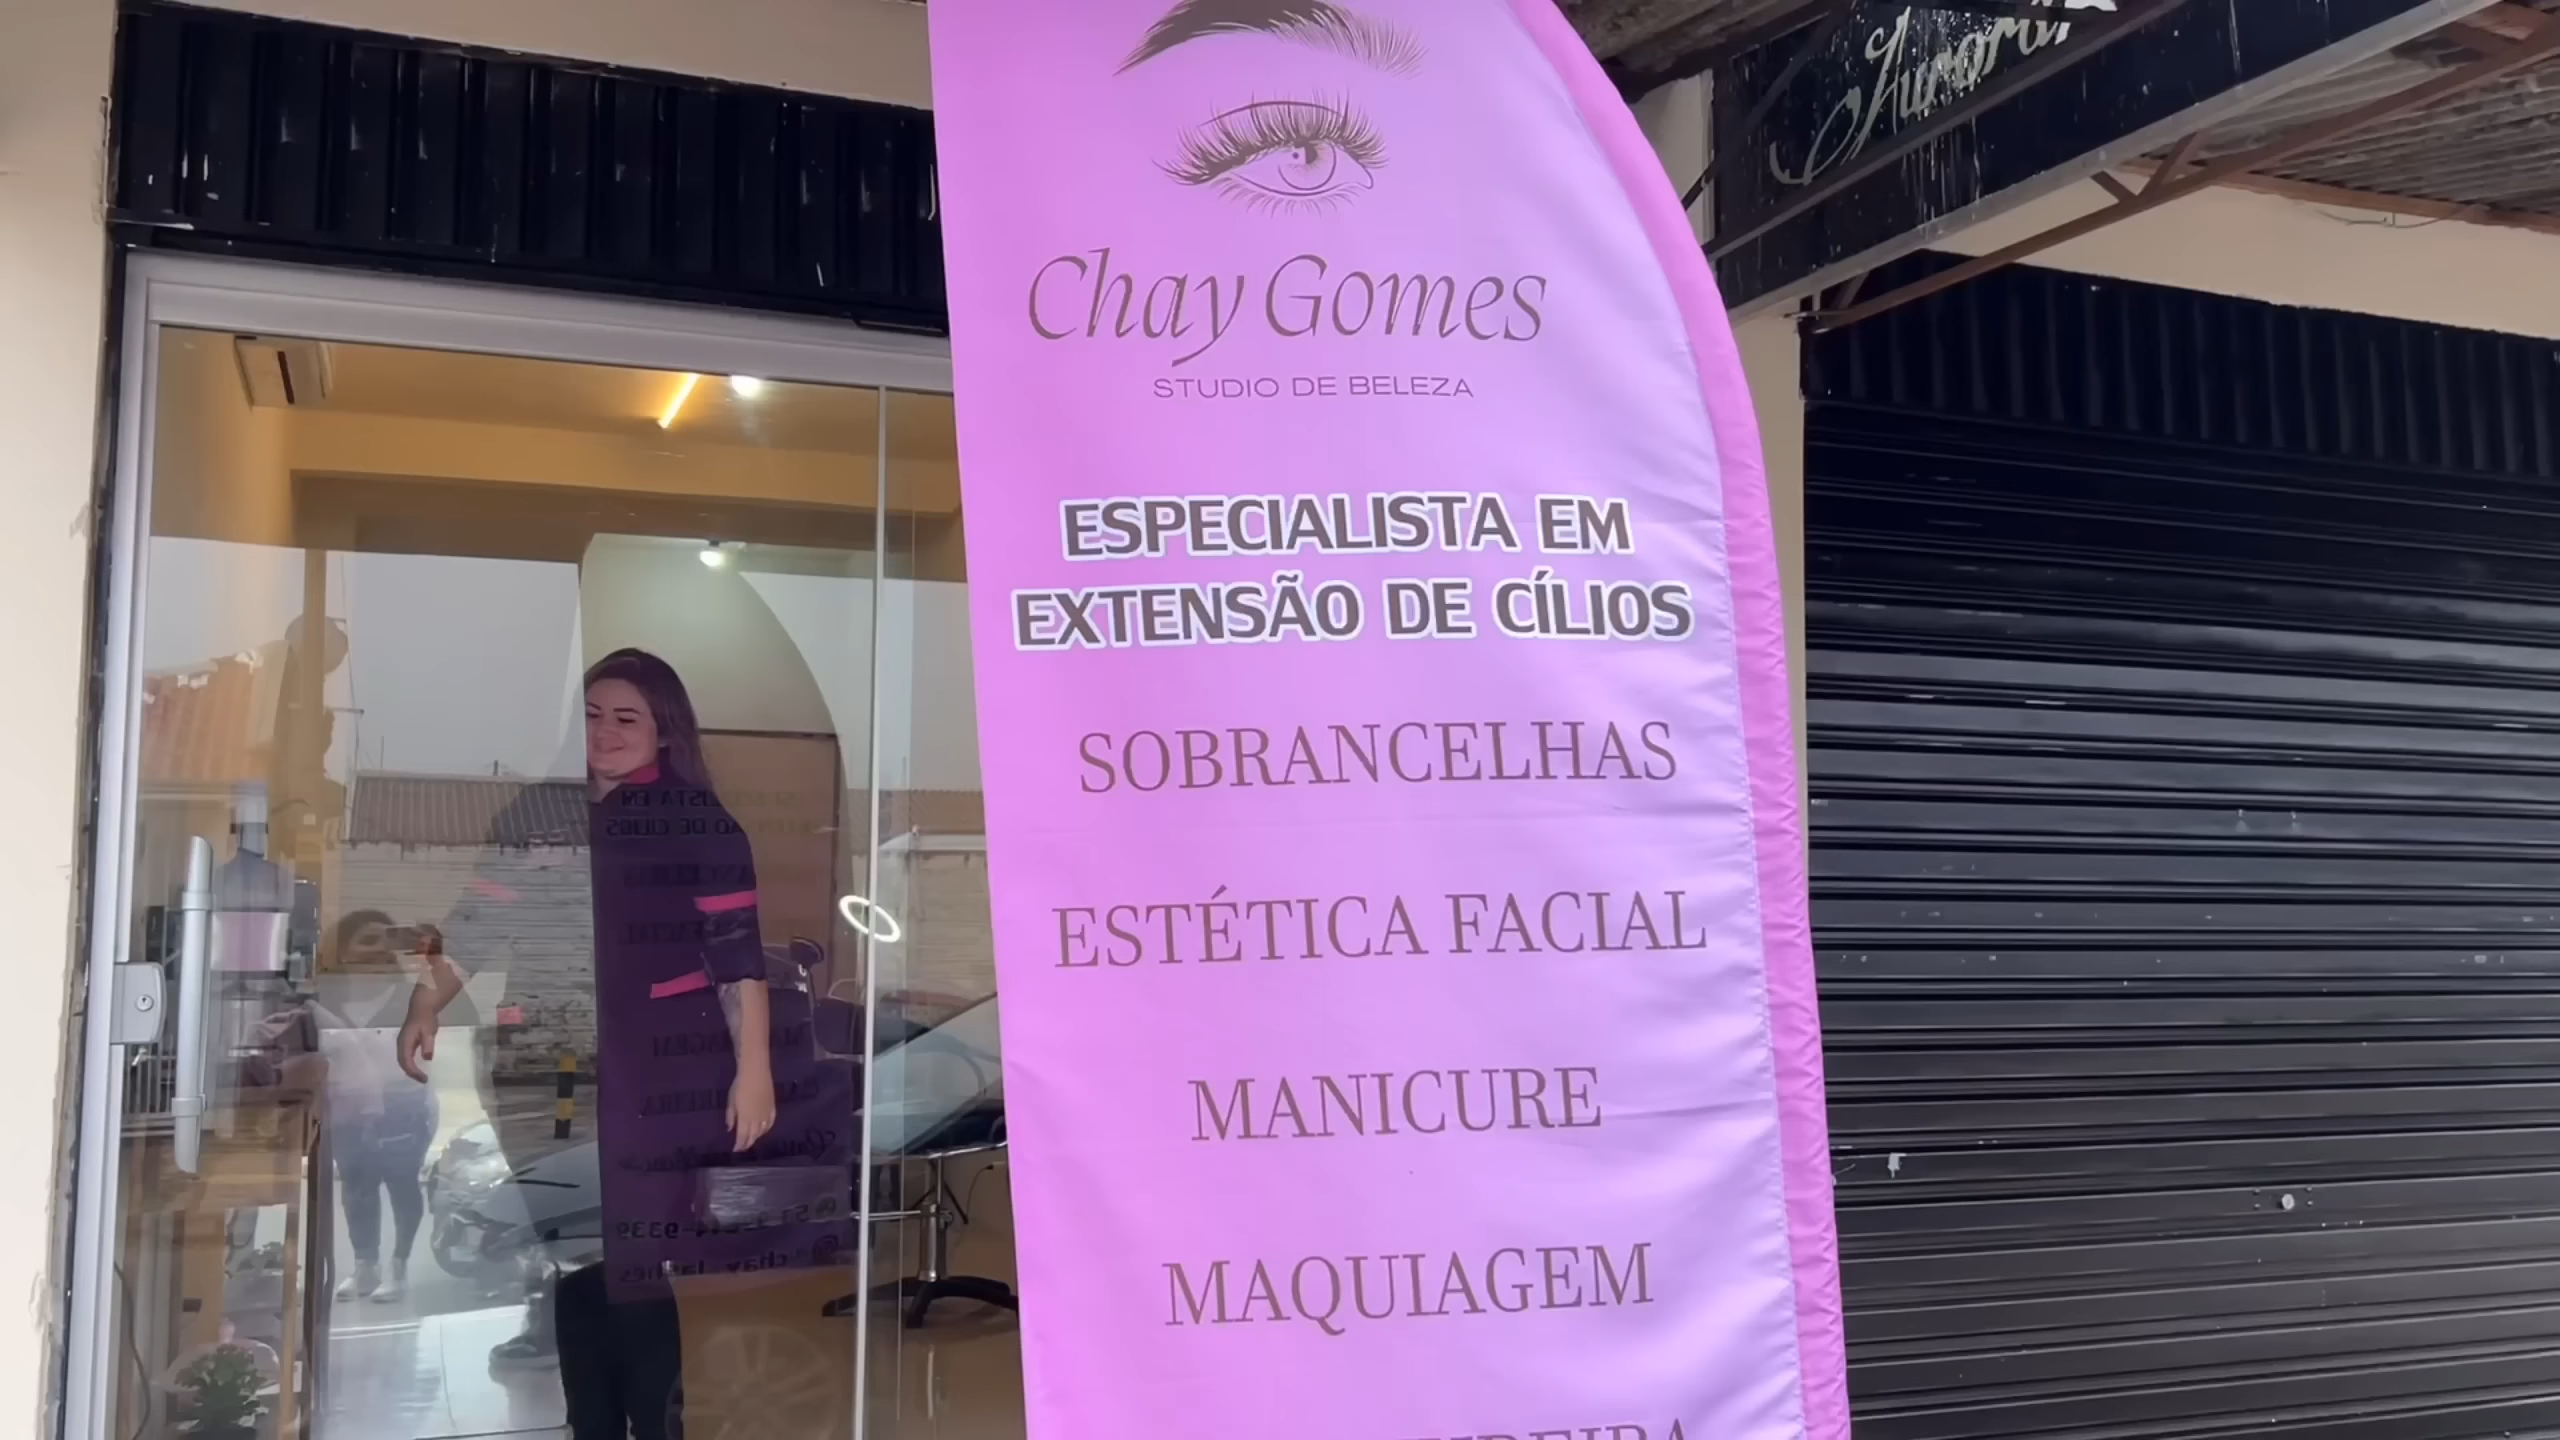 Chay Gomes
STUDIO DE BELEZA
ESPECIALISTA EM
EXTENSÃO DE CÍLIOS
SOBRANCELHAS
ESTÉTICA FACIAL
MANICURE
MAQUIAGEM